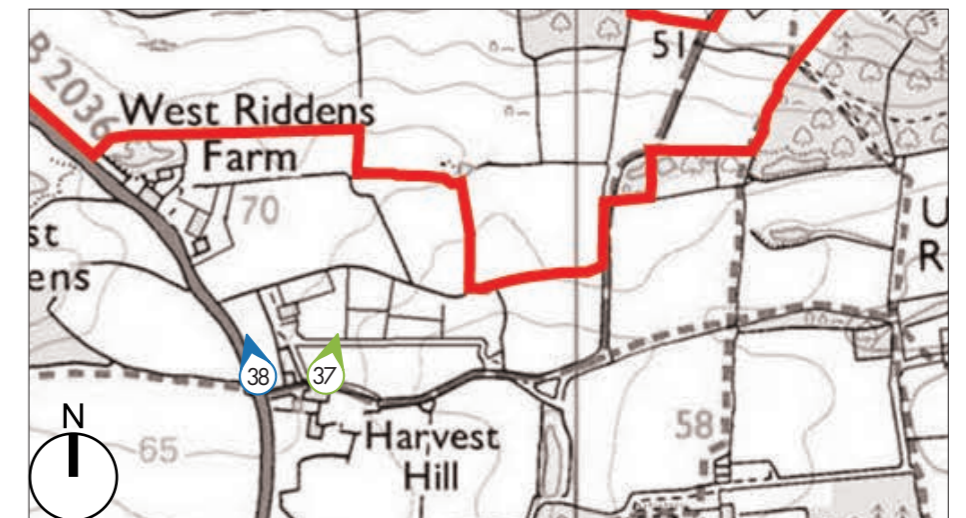 51
B 2036
West Riddens
Farm
70
st
ens
U
R
38
37
N
65
Harvest
Hill
58